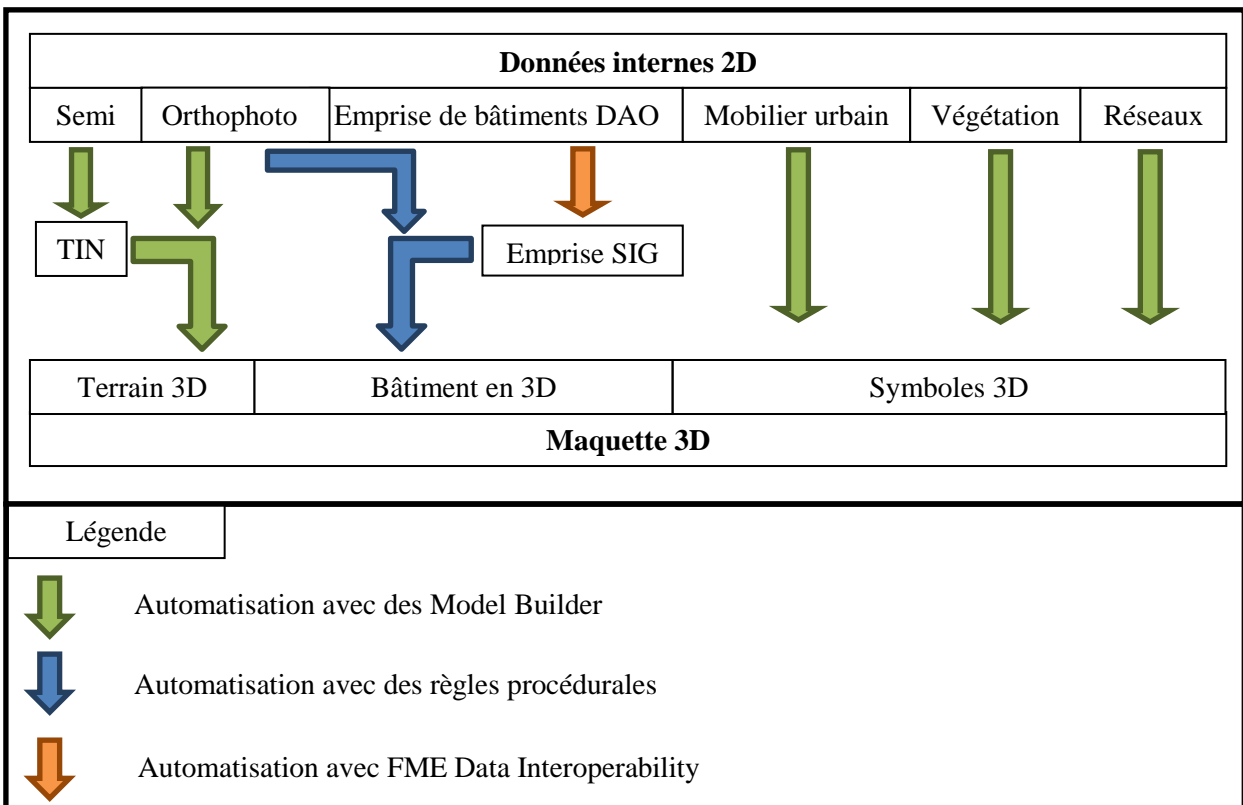 Données internes 2D
Semi Orthophoto Emprise de bâtiments DAO Mobilier urbain Végétation Réseaux
TIN Emprise SIG
Terrain 3D Bâtiment en 3D Symboles 3D
Maquette 3D
Légende
Automatisation avec des Model Builder
Automatisation avec des règles procédurales
Automatisation avec FME Data Interoperability